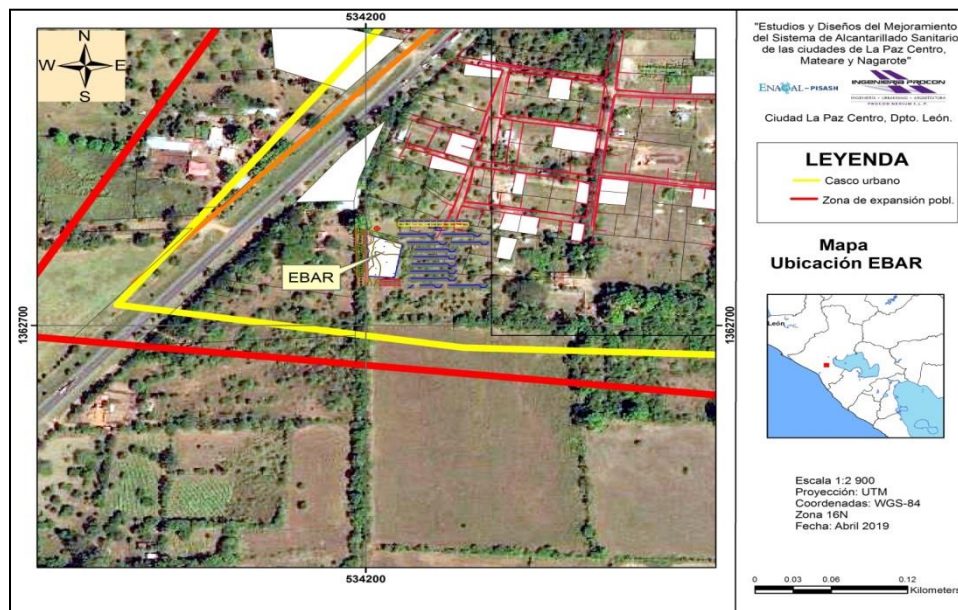 534200
N
W E
S
1362700
EBAR
1362700
534200
"Estudios y Diseños del Mejoramiento
del Sistema de Alcantarillado Sanitario
de las ciudades de La Paz Centro,
Mateare y Nagarote"
ENACAL-PISASH
INGENIERIA PROCON
Ciudad La Paz Centro, Dpto. León.
LEYENDA
Casco urbano
Zona de expansión pobl.
Mapa
Ubicación EBAR
León
Escala 1:2 900
Proyección: UTM
Coordenadas: WGS-84
Zona 16N
Fecha: Abril 2019
0 0.03 0.06 0.12
Kilometers